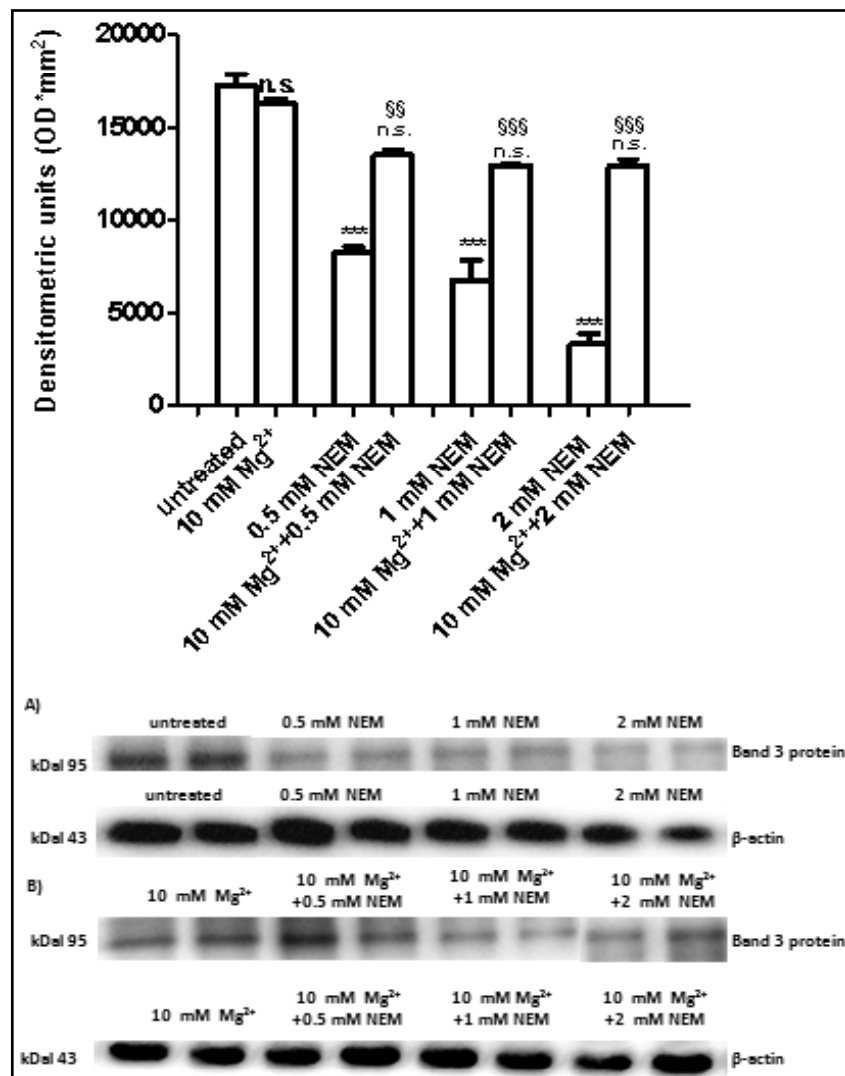 Densitometric units (OD*mm²)
20000
15000
10000
5000
0
n.s.
***
§§
n.s.
***
§§§
n.s.
***
§§§
n.s.
untreated
10 mM Mg²⁺
0.5 mM NEM
10 mM Mg²⁺+0.5 mM NEM
1 mM NEM
10 mM Mg²⁺+1 mM NEM
2 mM NEM
10 mM Mg²⁺+2 mM NEM
A)
untreated 0.5 mM NEM 1 mM NEM 2 mM NEM
kDal 95 Band 3 protein
untreated 0.5 mM NEM 1 mM NEM 2 mM NEM
kDal 43 β-actin
B)
10 mM Mg²⁺ 10 mM Mg²⁺ 10 mM Mg²⁺ 10 mM Mg²⁺
+0.5 mM NEM +1 mM NEM +2 mM NEM
kDal 95 Band 3 protein
10 mM Mg²⁺ 10 mM Mg²⁺ 10 mM Mg²⁺ 10 mM Mg²⁺
+0.5 mM NEM +1 mM NEM +2 mM NEM
kDal 43 β-actin